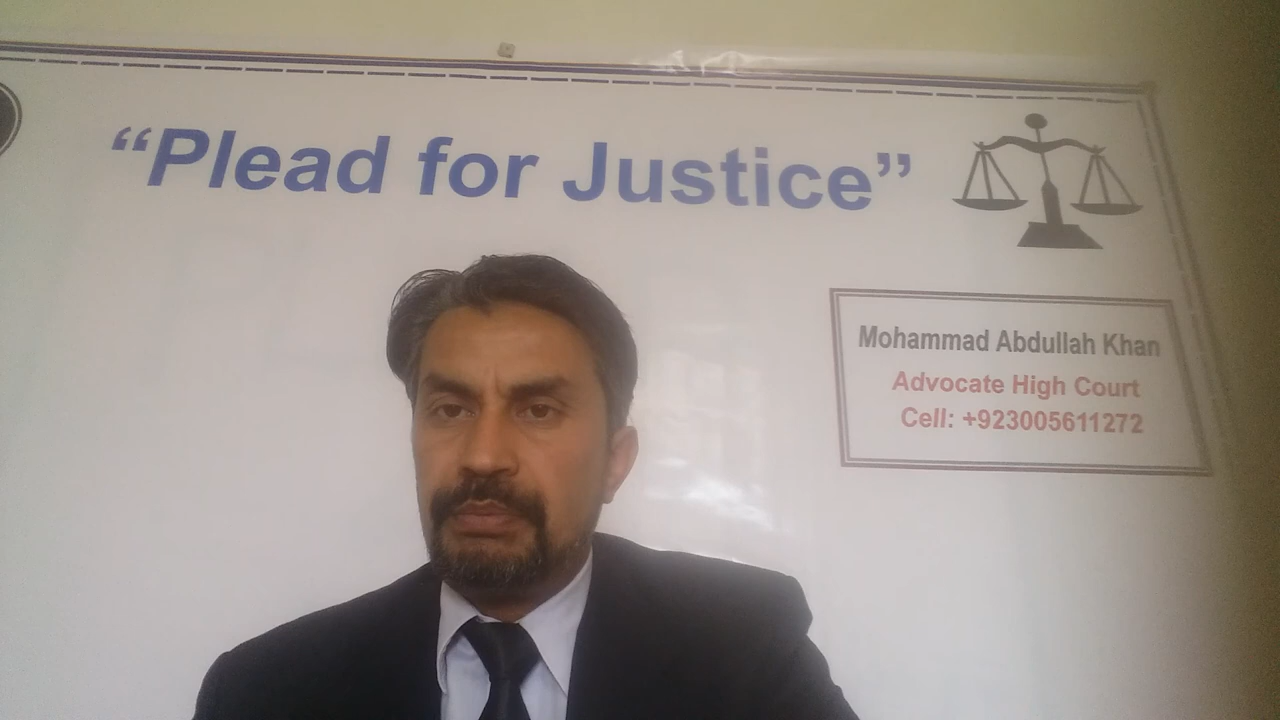 “Plead for Justice”
Mohammad Abdullah Khan
Advocate High Court
Cell: +923005611272